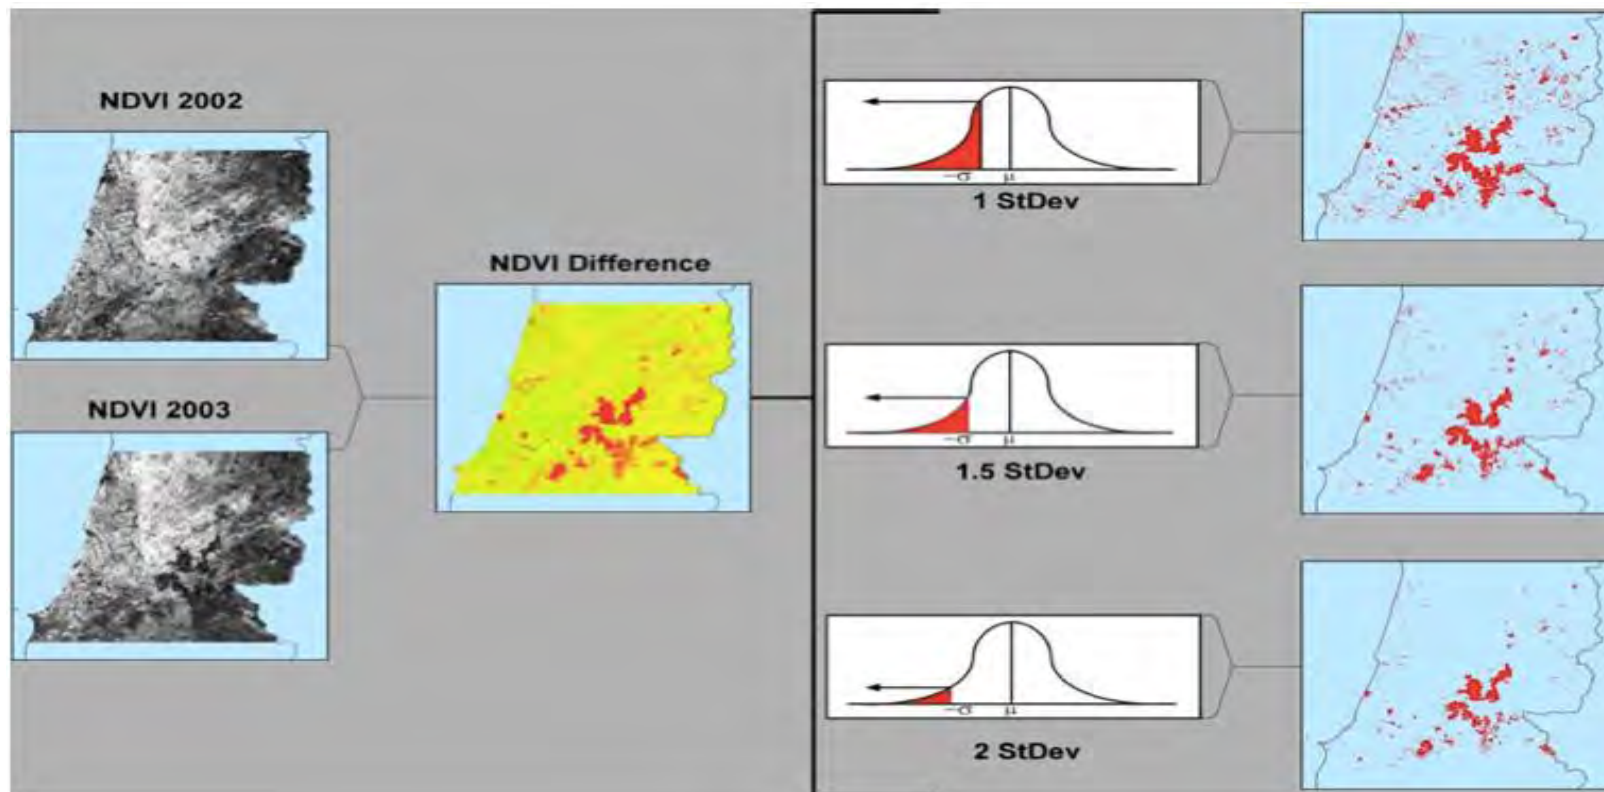 NDVI 2002
NDVI 2003
NDVI Difference
−σ μ
1 StDev
−σ μ
1.5 StDev
−σ μ
2 StDev